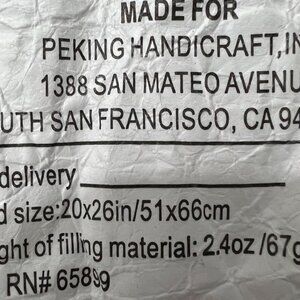 MADE FOR
PEKING HANDICRAFT,IN
1388 SAN MATEO AVENU
UTH SAN FRANCISCO, CA 94
delivery
d size:20x26in/51x66cm
ght of filling material: 2.4oz /67g
RN# 65899